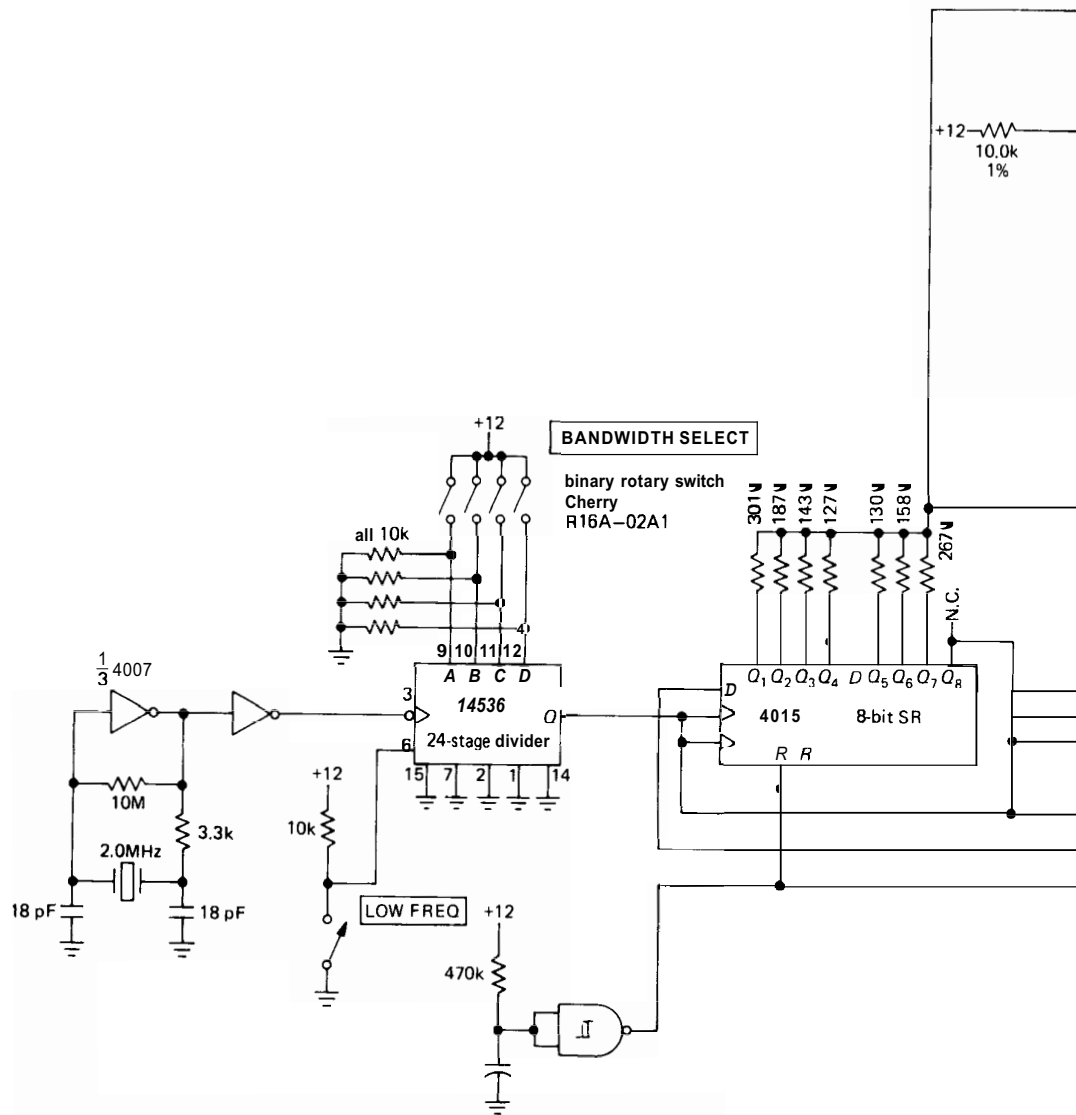 +12
10.0k
1%
+12
BANDWIDTH SELECT
binary rotary switch
Cherry
R16A-02A1
all 10k
301
187
143
127
130
158
267
N.C.
9 10 11 12
A B C D
1/3 4007
3
14536
Q
24-stage divider
6
15 7 2 1 14
D Q1 Q2 Q3 Q4 D Q5 Q6 Q7 Q8
4015 8-bit SR
R R
10M
3.3k
2.0MHz
18 pF
18 pF
+12
10k
LOW FREQ
+12
470k